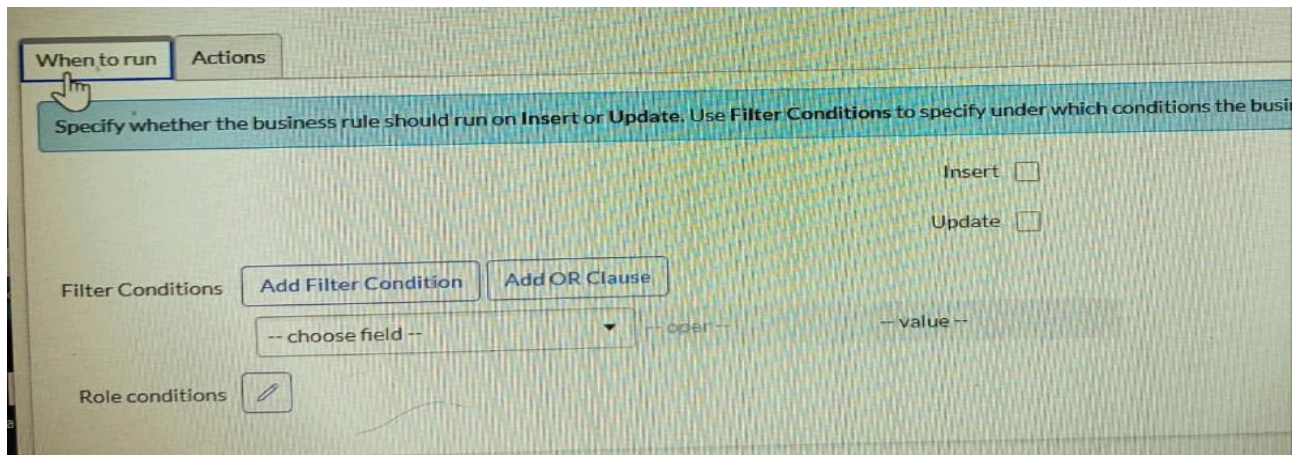 When to run Actions
Specify whether the business rule should run on Insert or Update. Use Filter Conditions to specify under which conditions the
Insert
Update
Filter Conditions Add Filter Condition Add OR Clause
-- choose field -- -- oper -- -- value --
Role conditions